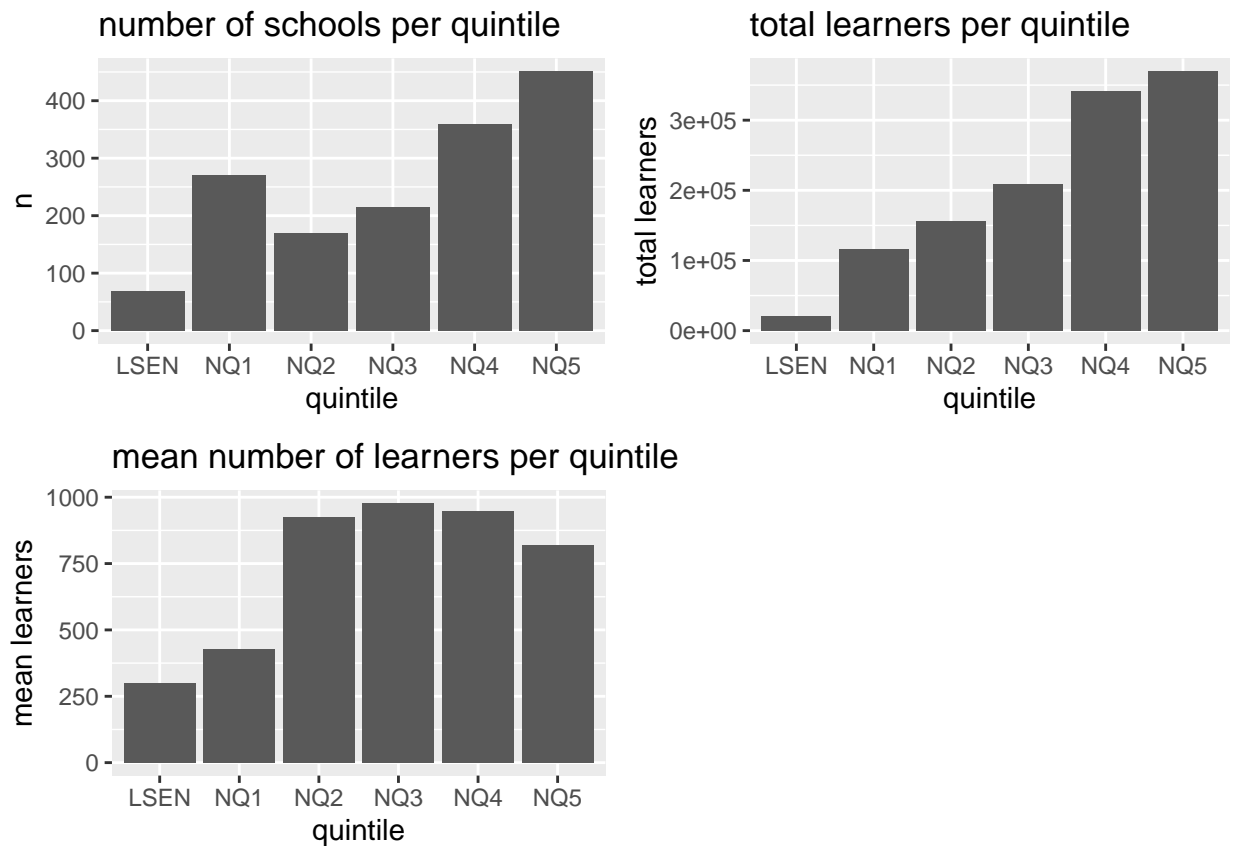 number of schools per quintile
n
400
300
200
100
0
LSEN NQ1 NQ2 NQ3 NQ4 NQ5
quintile
total learners per quintile
total learners
3e+05
2e+05
1e+05
0e+00
LSEN NQ1 NQ2 NQ3 NQ4 NQ5
quintile
mean number of learners per quintile
mean learners
1000
750
500
250
0
LSEN NQ1 NQ2 NQ3 NQ4 NQ5
quintile